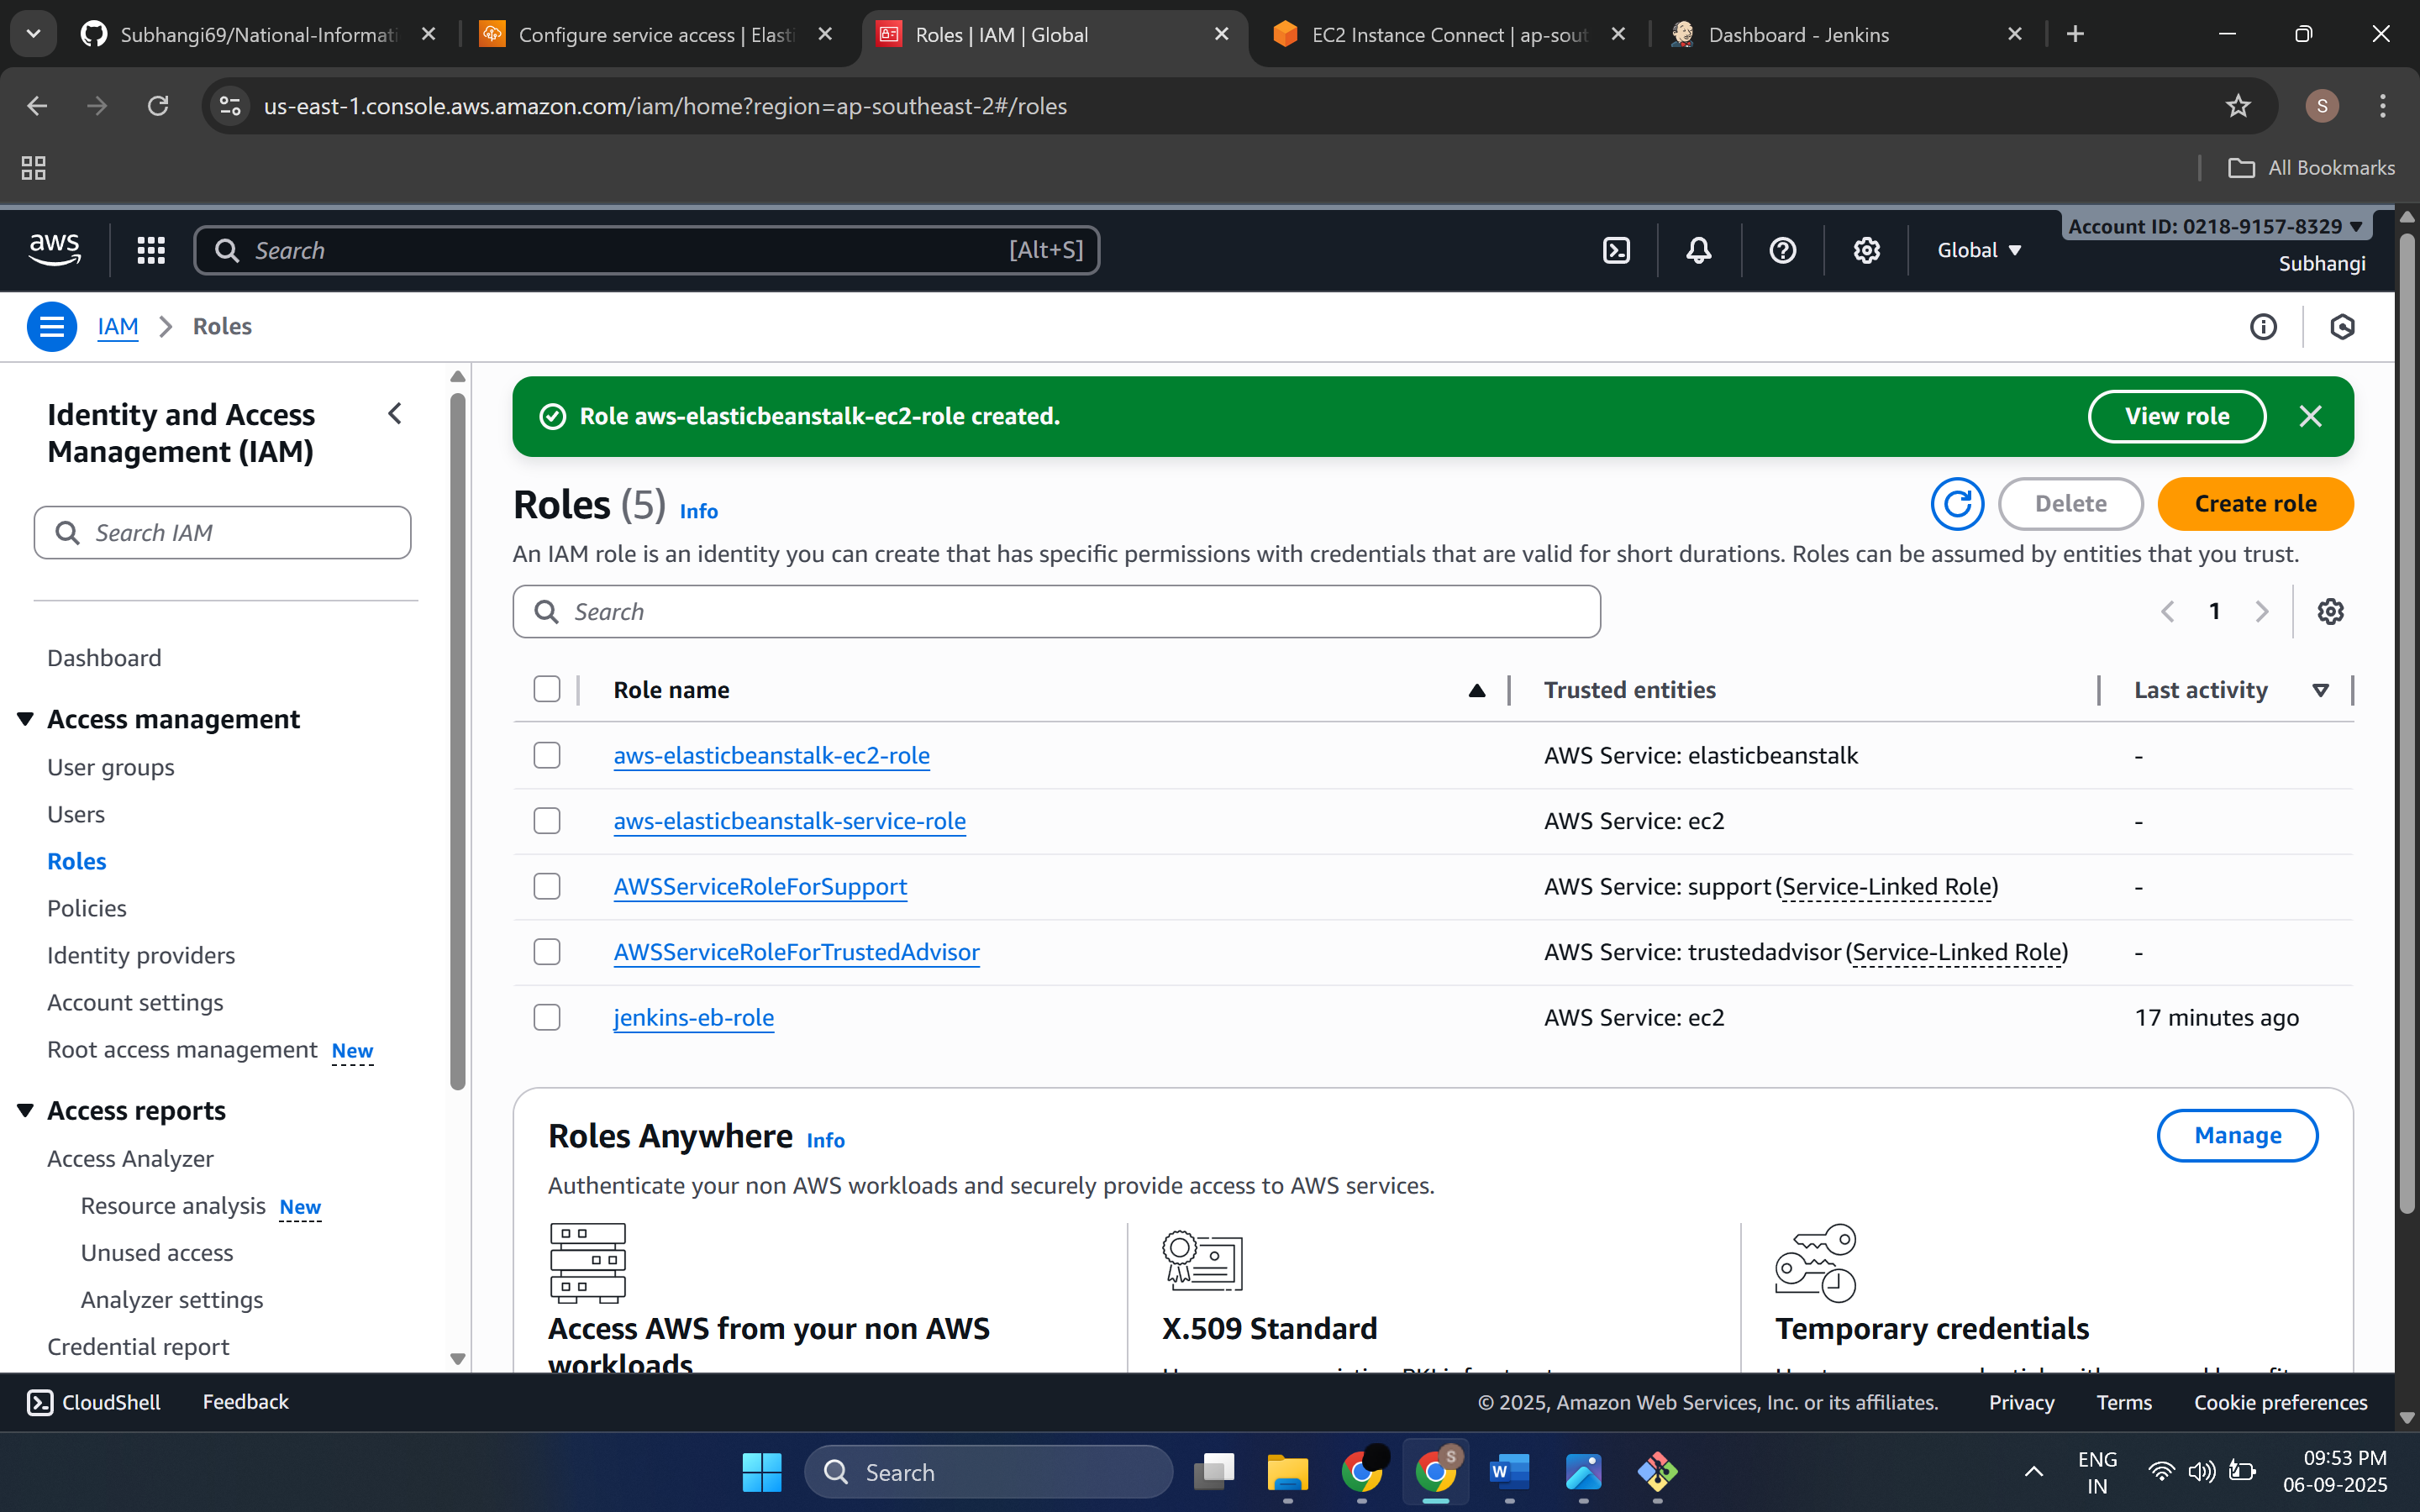 Subhangi69/National-Informati
Configure service access | Elasti
Roles | IAM | Global
EC2 Instance Connect | ap-sout
Dashboard - Jenkins
us-east-1.console.aws.amazon.com/iam/home?region=ap-southeast-2#/roles
S
All Bookmarks
aws
Search
[Alt+S]
Global
Account ID: 0218-9157-8329
Subhangi
IAM
Roles
Identity and Access
Management (IAM)
Search IAM
Dashboard
Access management
User groups
Users
Roles
Policies
Identity providers
Account settings
Root access management New
Access reports
Access Analyzer
Resource analysis New
Unused access
Analyzer settings
Credential report
Role aws-elasticbeanstalk-ec2-role created.
View role
Roles (5) Info
Delete
Create role
An IAM role is an identity you can create that has specific permissions with credentials that are valid for short durations. Roles can be assumed by entities that you trust.
Search
1
Role name
Trusted entities
Last activity
aws-elasticbeanstalk-ec2-role
AWS Service: elasticbeanstalk
-
aws-elasticbeanstalk-service-role
AWS Service: ec2
-
AWSServiceRoleForSupport
AWS Service: support (Service-Linked Role)
-
AWSServiceRoleForTrustedAdvisor
AWS Service: trustedadvisor (Service-Linked Role)
-
jenkins-eb-role
AWS Service: ec2
17 minutes ago
Roles Anywhere Info
Manage
Authenticate your non AWS workloads and securely provide access to AWS services.
Access AWS from your non AWS
workloads
X.509 Standard
Temporary credentials
CloudShell
Feedback
© 2025, Amazon Web Services, Inc. or its affiliates.
Privacy
Terms
Cookie preferences
Search
S
W
ENG
IN
09:53 PM
06-09-2025